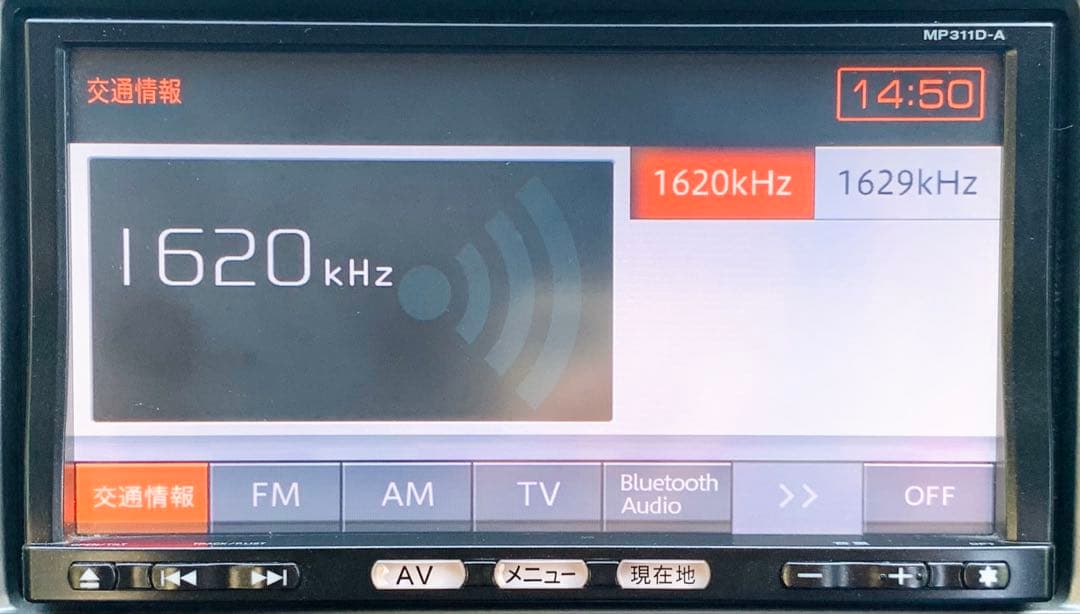 MP311D-A
交通情報
14:50
1620kHz
1620kHz 1629kHz
交通情報 FM AM TV Bluetooth Audio >> OFF
AV メニュー 現在地